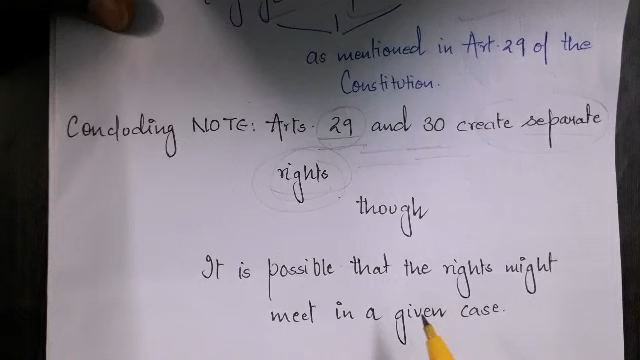 as mentioned in Art. 29 of the
Constitution.
Concluding NOTE: Arts. 29 and 30 create separate
rights
though
It is possible that the rights might
meet in a given case.